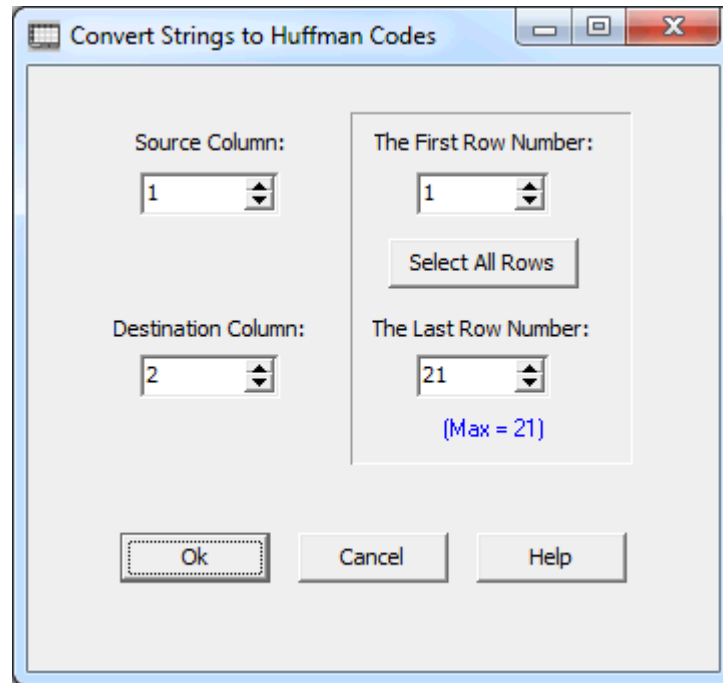 Convert Strings to Huffman Codes
Source Column: The First Row Number:
1 1
Select All Rows
Destination Column: The Last Row Number:
2 21
(Max = 21)
Ok Cancel Help